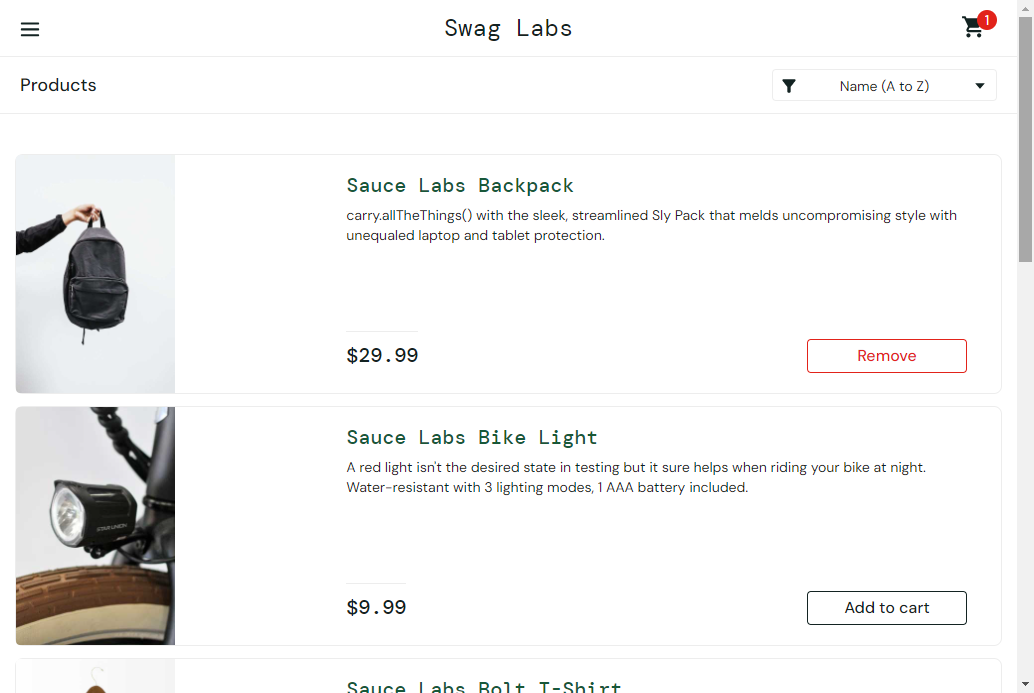 Swag Labs
1
Products
Name (A to Z)
Sauce Labs Backpack
carry.allTheThings() with the sleek, streamlined Sly Pack that melds uncompromising style with
unequaled laptop and tablet protection.
$29.99
Remove
Sauce Labs Bike Light
A red light isn't the desired state in testing but it sure helps when riding your bike at night.
Water-resistant with 3 lighting modes, 1 AAA battery included.
$9.99
Add to cart
Sauce Labs Bolt T-Shirt